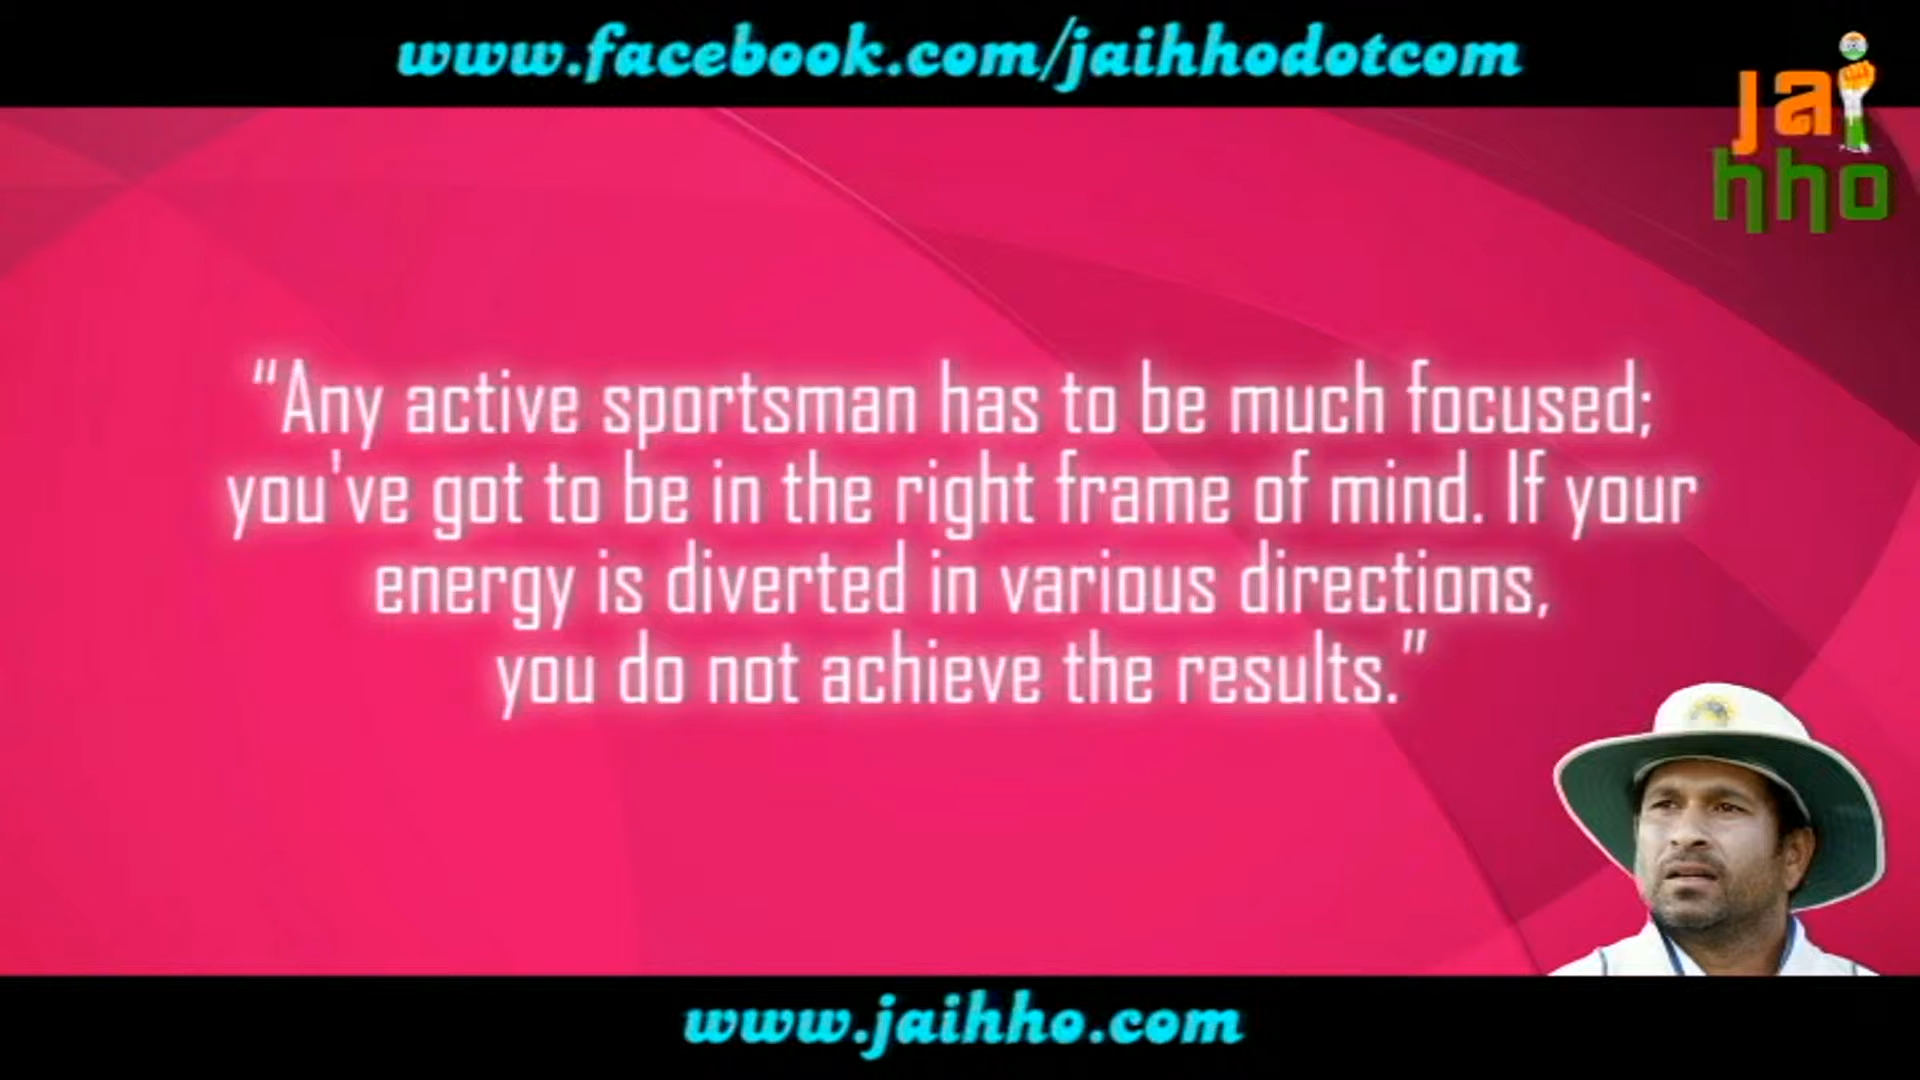 www.facebook.com/jaihhodotcom
jai
hho
"Any active sportsman has to be much focused;
you've got to be in the right frame of mind. If your
energy is diverted in various directions,
you do not achieve the results."
www.jaihho.com